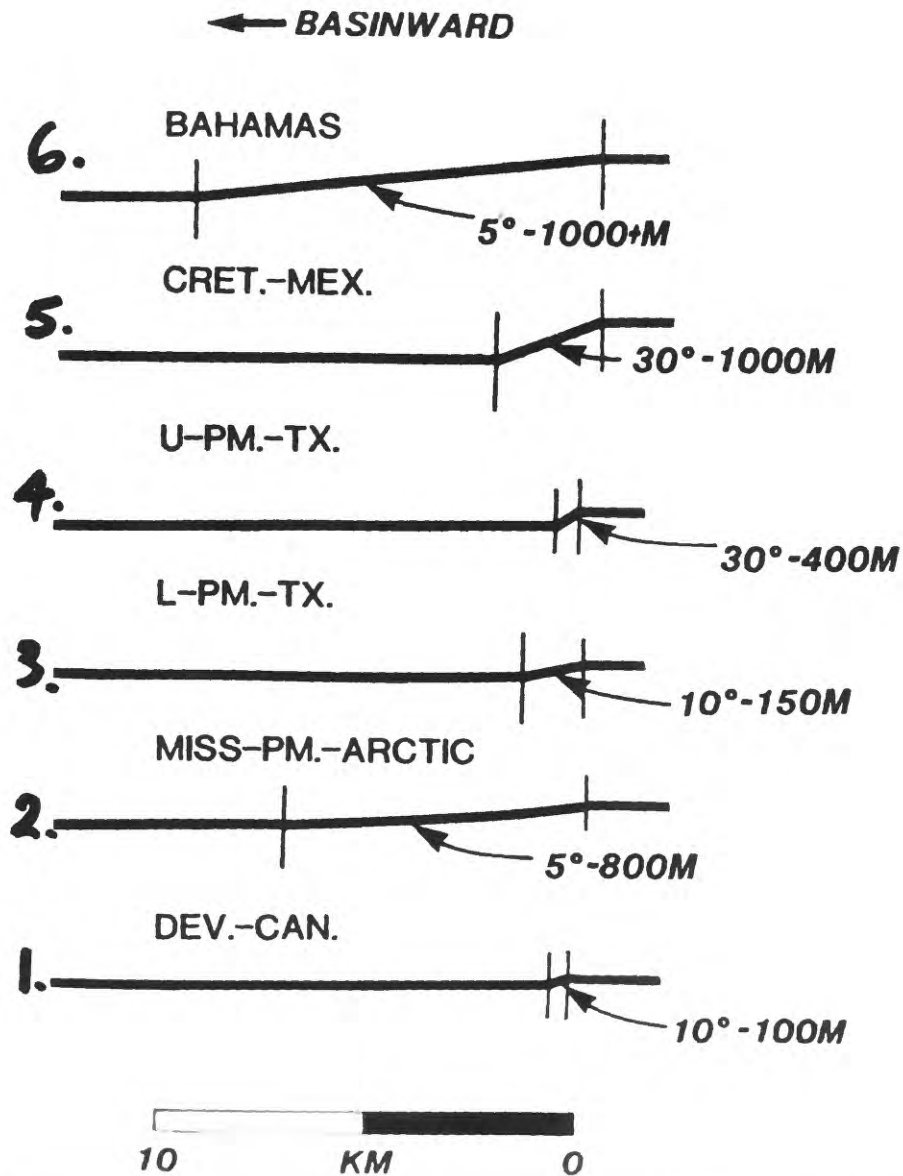 BASINWARD
BAHAMAS
6.
5°-1000+M
CRET.-MEX.
5.
30°-1000M
U-PM.-TX.
4.
30°-400M
L-PM.-TX.
3.
10°-150M
MISS-PM.-ARCTIC
2.
5°-800M
DEV.-CAN.
1.
10°-100M
10 KM 0